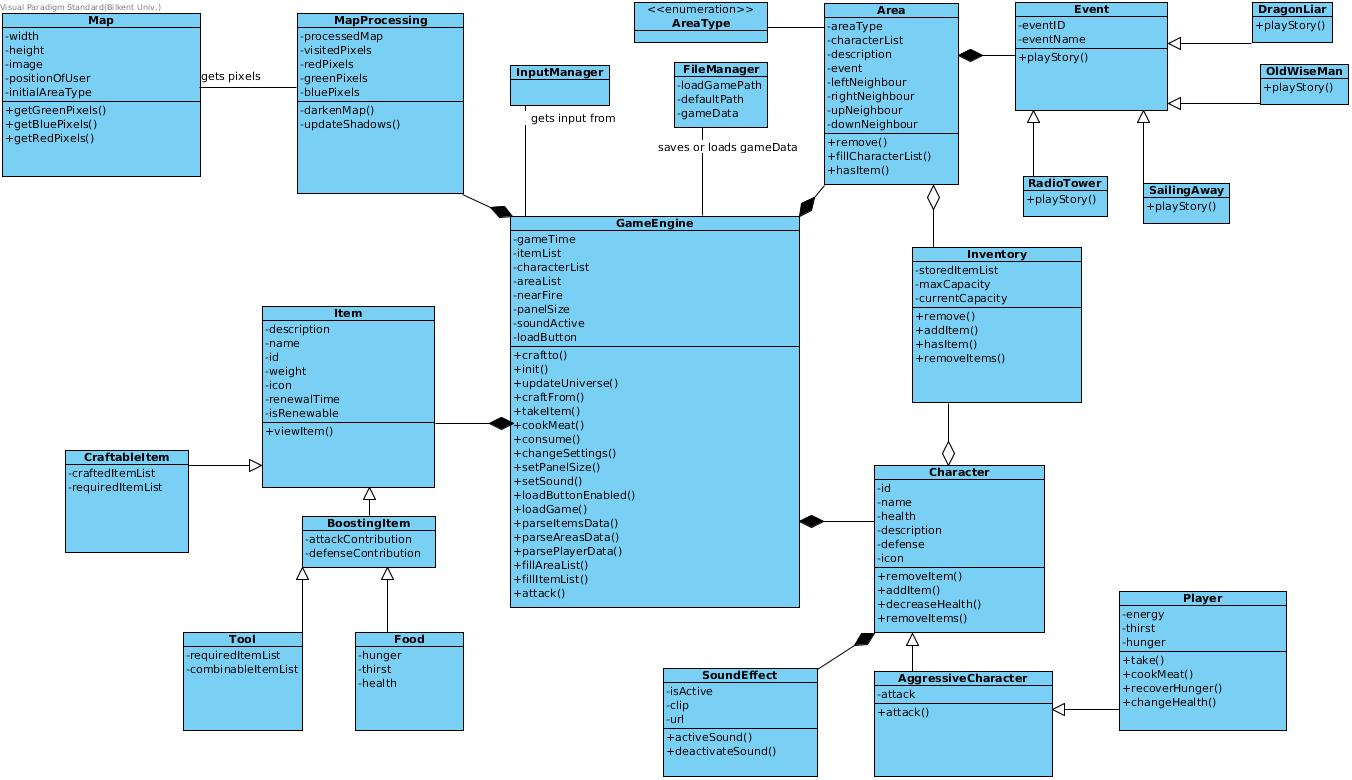 Visual Paradigm Standard(Bilkent Univ.)
Map
-width
-height
-image
-positionOfUser
-initialAreaType
+getGreenPixels()
+getBluePixels()
+getRedPixels()
gets pixels
MapProcessing
-processedMap
-visitedPixels
-redPixels
-greenPixels
-bluePixels
-darkenMap()
-updateShadows()
InputManager
gets input from
<<enumeration>>
AreaType
FileManager
-loadGamePath
-defaultPath
-gameData
saves or loads gameData
Area
-areaType
-characterList
-description
-event
-leftNeighbour
-rightNeighbour
-upNeighbour
-downNeighbour
+remove()
+fillCharacterList()
+hasItem()
Event
-eventID
-eventName
+playStory()
DragonLiar
+playStory()
OldWiseMan
+playStory()
RadioTower
+playStory()
SailingAway
+playStory()
GameEngine
-gameTime
-itemList
-characterList
-areaList
-nearFire
-panelSize
-soundActive
-loadButton
+craftto()
+init()
+updateUniverse()
+craftFrom()
+takeItem()
+cookMeat()
+consume()
+changeSettings()
+setPanelSize()
+setSound()
+loadButtonEnabled()
+loadGame()
+parseItemsData()
+parseAreasData()
+parsePlayerData()
+fillAreaList()
+fillItemList()
+attack()
Inventory
-storedItemList
-maxCapacity
-currentCapacity
+remove()
+addItem()
+hasItem()
+removeItems()
Item
-description
-name
-id
-weight
-icon
-renewalTime
-isRenewable
+viewItem()
CraftableItem
-craftedItemList
-requiredItemList
BoostingItem
-attackContribution
-defenseContribution
Tool
-requiredItemList
-combinableItemList
Food
-hunger
-thirst
-health
Character
-id
-name
-health
-description
-defense
-icon
+removeItem()
+addItem()
+decreaseHealth()
+removeItems()
SoundEffect
-isActive
-clip
-url
+activeSound()
+deactivateSound()
AggressiveCharacter
-attack
+attack()
Player
-energy
-thirst
-hunger
+take()
+cookMeat()
+recoverHunger()
+changeHealth()